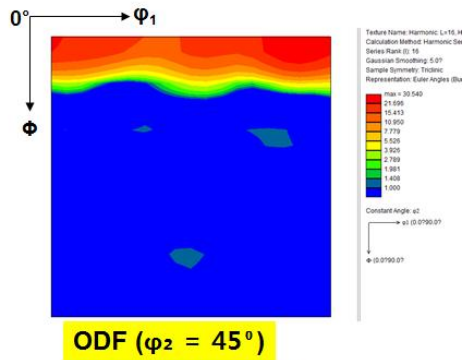 0° φ₁
Φ
Texture Name: Harmonic: L=16, H
Calculation Method: Harmonic Ser
Series Rank (l): 16
Gaussian Smoothing: 5.0?
Sample Symmetry: Triclinic
Representation: Euler Angles (Bun
max = 30.540
21.696
15.413
10.950
7.779
5.526
3.926
2.789
1.981
1.408
1.000
Constant Angle: φ2
φ1 (0.0?90.0?
Φ (0.0?90.0?
ODF (φ₂ = 45⁰)